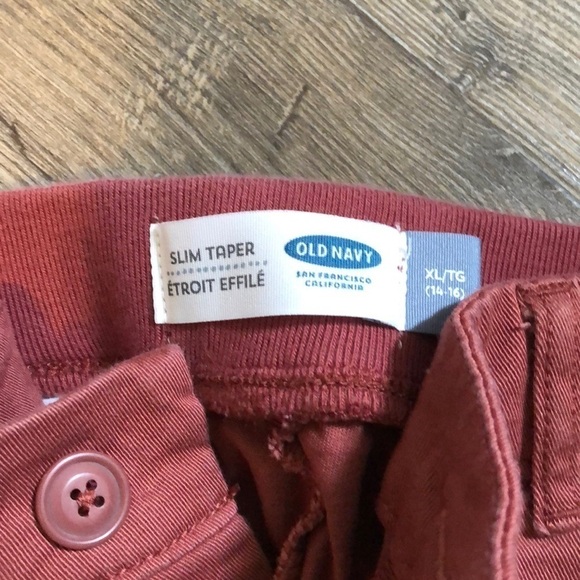 SLIM TAPER
ÉTROIT EFFILÉ
OLD NAVY
SAN FRANCISCO
CALIFORNIA
XL/TG
(14-16)